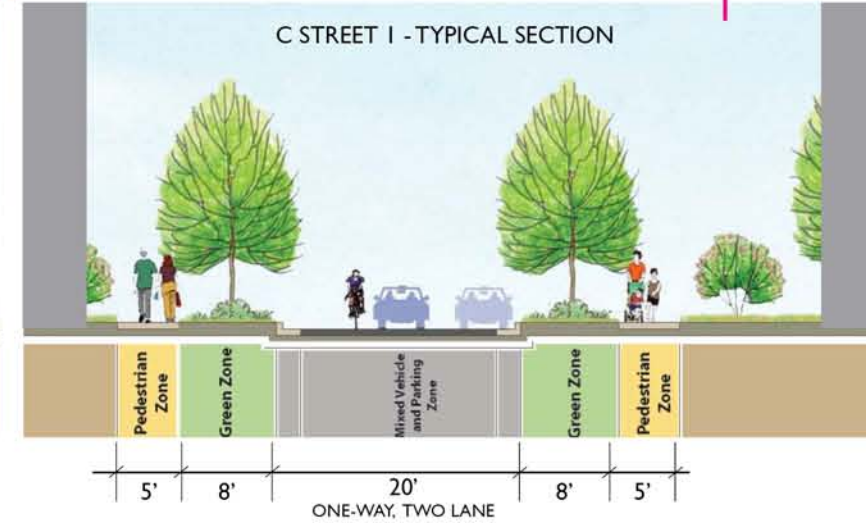 C STREET 1 - TYPICAL SECTION
Pedestrian
Zone
Green Zone
Mixed Vehicle
and Parking
Zone
Green Zone
Pedestrian
Zone
5’
8’
20’
8’
5’
ONE-WAY, TWO LANE